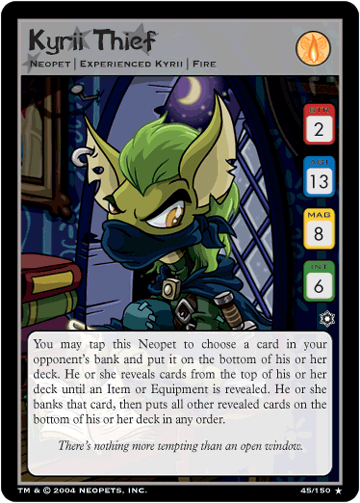 Kyrii Thief
NEOPET | EXPERIENCED KYRII | FIRE
STR
2
AGI
13
MAG
8
INT
6
You may tap this Neopet to choose a card in your
opponent's bank and put it on the bottom of his or her
deck. He or she reveals cards from the top of his or her
deck until an Item or Equipment is revealed. He or she
banks that card, then puts all other revealed cards on the
bottom of his or her deck in any order.
There's nothing more tempting than an open window.
TM & © 2004 NEOPETS, INC.
45/150 ★